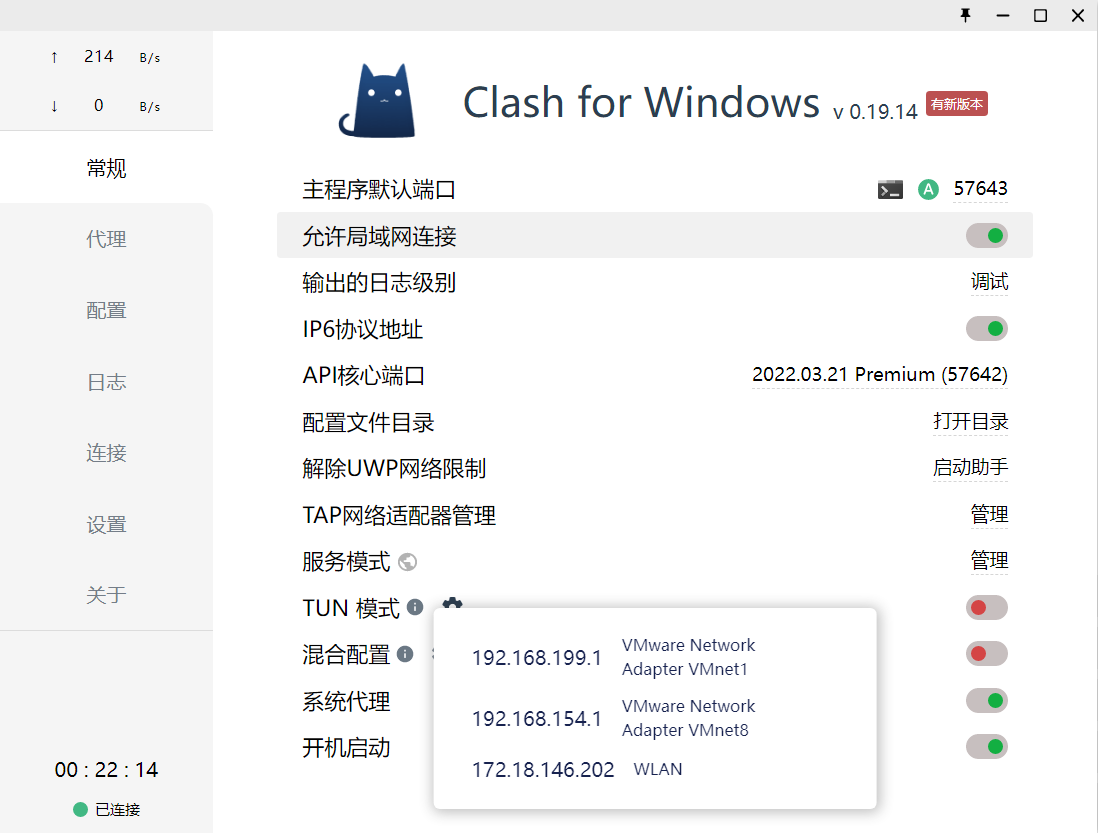 ↑ 214 B/s
↓ 0 B/s
常规
代理
配置
日志
连接
设置
关于
00 : 22 : 14
已连接
Clash for Windows v 0.19.14 有新版本
主程序默认端口 A 57643
允许局域网连接
输出的日志级别 调试
IP6协议地址
API核心端口 2022.03.21 Premium (57642)
配置文件目录 打开目录
解除UWP网络限制 启动助手
TAP网络适配器管理 管理
服务模式 管理
TUN 模式
混合配置
系统代理
开机启动
192.168.199.1 VMware Network
Adapter VMnet1
192.168.154.1 VMware Network
Adapter VMnet8
172.18.146.202 WLAN